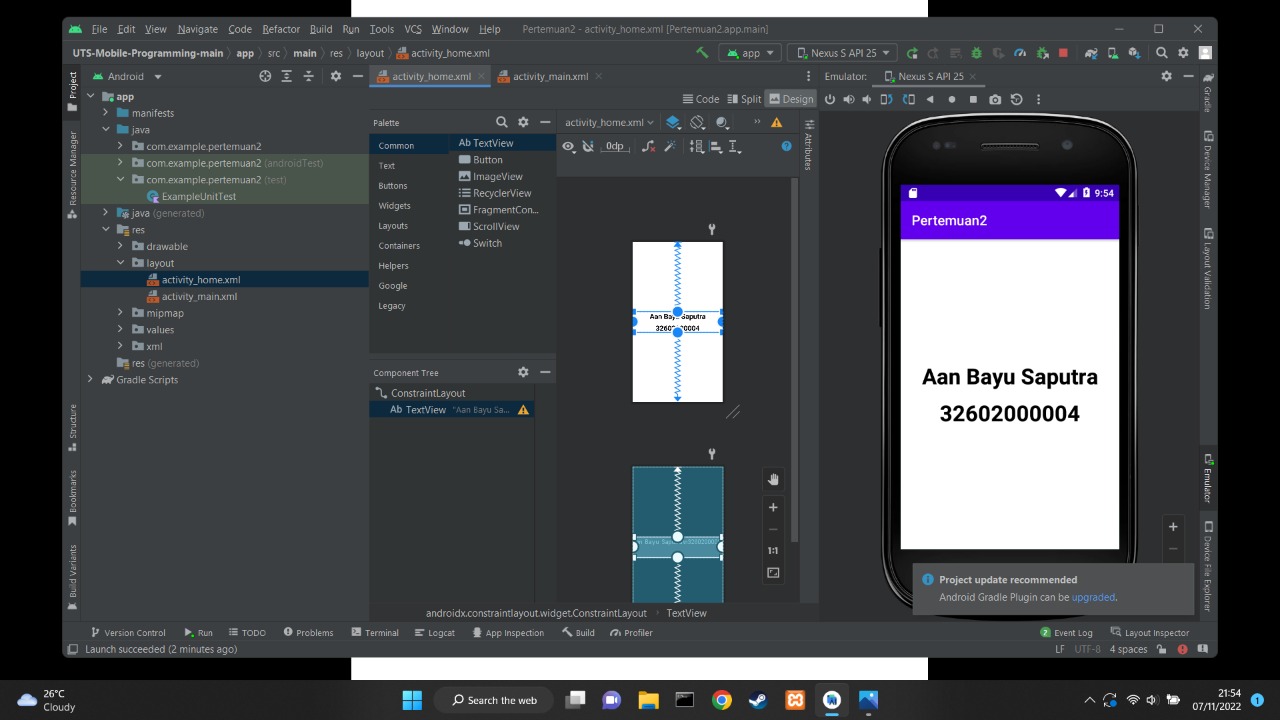 File Edit View Navigate Code Refactor Build Run Tools VCS Window Help Pertemuan2 - activity_home.xml [Pertemuan2.app.main]
UTS-Mobile-Programming-main app src main res layout activity_home.xml app Nexus S API 25
Project
Resource Manager
Structure
Bookmarks
Build Variants
Android
app
manifests
java
com.example.pertemuan2
com.example.pertemuan2 (androidTest)
com.example.pertemuan2 (test)
ExampleUnitTest
java (generated)
res
drawable
layout
activity_home.xml
activity_main.xml
mipmap
values
xml
res (generated)
Gradle Scripts
activity_home.xml activity_main.xml
Code Split Design
Palette
Common
Text
Buttons
Widgets
Layouts
Containers
Helpers
Google
Legacy
Ab TextView
Button
ImageView
RecyclerView
FragmentCon...
ScrollView
Switch
Component Tree
ConstraintLayout
Ab TextView "Aan Bayu Sa...
activity_home.xml
0dp
Aan Bayu Saputra
1:1
androidx.constraintlayout.widget.ConstraintLayout TextView
Attributes
Emulator: Nexus S API 25
9:54
Pertemuan2
Aan Bayu Saputra
32602000004
Project update recommended
Android Gradle Plugin can be upgraded.
Gradle
Device Manager
Layout Validation
Emulator
Device File Explorer
Version Control Run TODO Problems Terminal Logcat App Inspection Build Profiler 2 Event Log Layout Inspector
Launch succeeded (2 minutes ago) LF UTF-8 4 spaces
26°C
Cloudy
Search the web
21:54
07/11/2022
1